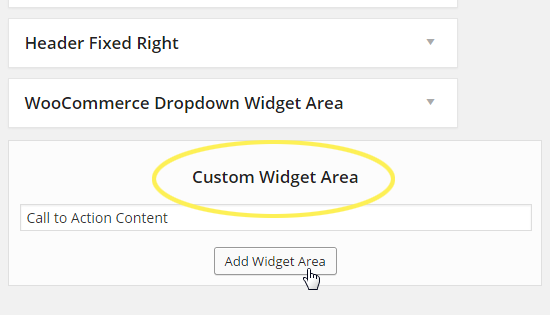 Header Fixed Right
WooCommerce Dropdown Widget Area
Custom Widget Area
Call to Action Content
Add Widget Area